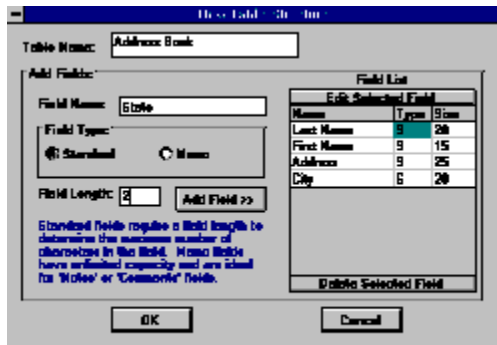 New Table Structure
Table Name: Address Book
Add Fields:
Field List
Edit Selected Field
Field Name: State
Name Type Size
Last Name S 20
First Name S 15
Address S 25
City S 20
Field Type:
Standard Memo
Field Length: 2 Add Field >>
Standard fields require a field length to
determine the maximum number of
characters in the field. Memo fields
have unlimited capacity and are ideal
for 'Notes' or 'Comments' fields.
Delete Selected Field
OK Cancel